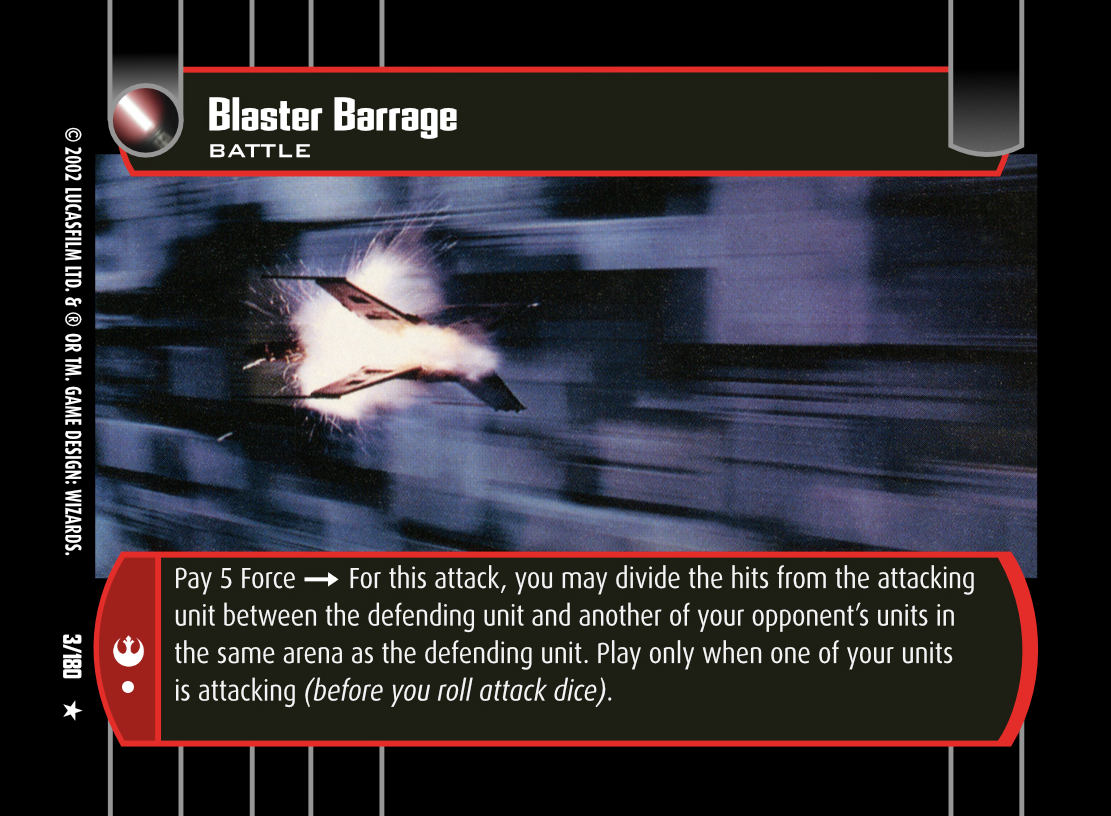 Blaster Barrage
BATTLE
Pay 5 Force → For this attack, you may divide the hits from the attacking
unit between the defending unit and another of your opponent’s units in
the same arena as the defending unit. Play only when one of your units
is attacking (before you roll attack dice).
© 2002 LUCASFILM LTD. & ® OR TM. GAME DESIGN: WIZARDS.
3/180 ★